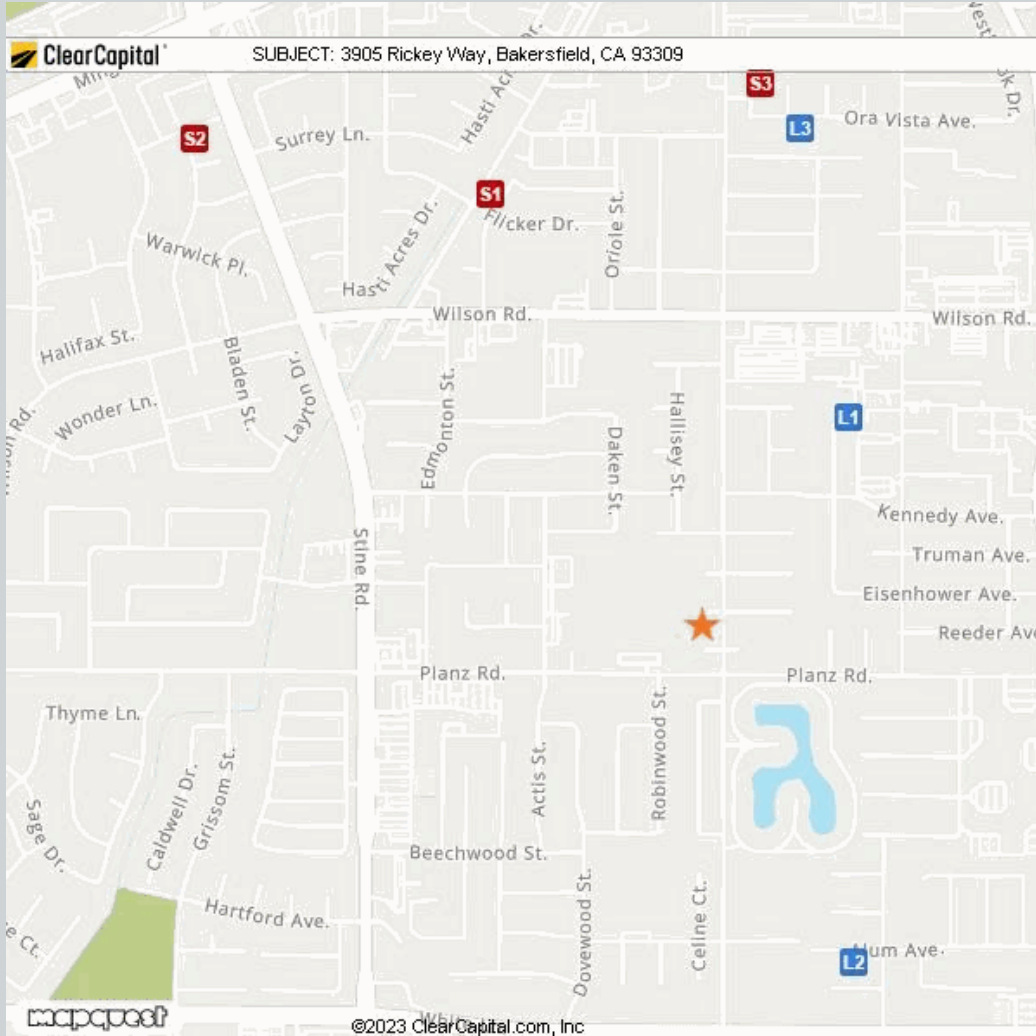 ClearCapital
SUBJECT: 3905 Rickey Way, Bakersfield, CA 93309
S3
Ora Vista Ave.
L3
S2
Surrey Ln.
Hasti Acres Dr.
S1
Flicker Dr.
Oriole St.
Warwick Pl.
Hasti Acres Dr.
Wilson Rd.
Wilson Rd.
Halifax St.
Bladen St.
Layton Dr.
Wonder Ln.
Edmonton St.
Hallisey St.
L1
Daken St.
Kennedy Ave.
Stine Rd.
Truman Ave.
Eisenhower Ave.
Reeder Ave
Planz Rd.
Planz Rd.
Thyme Ln.
Robinwood St.
Actis St.
Grissom St.
Caldwell Dr.
Sage Dr.
Beechwood St.
Dovewood St.
Celine Ct.
Hartford Ave.
L2
mapquest
©2023 ClearCapital.com, Inc